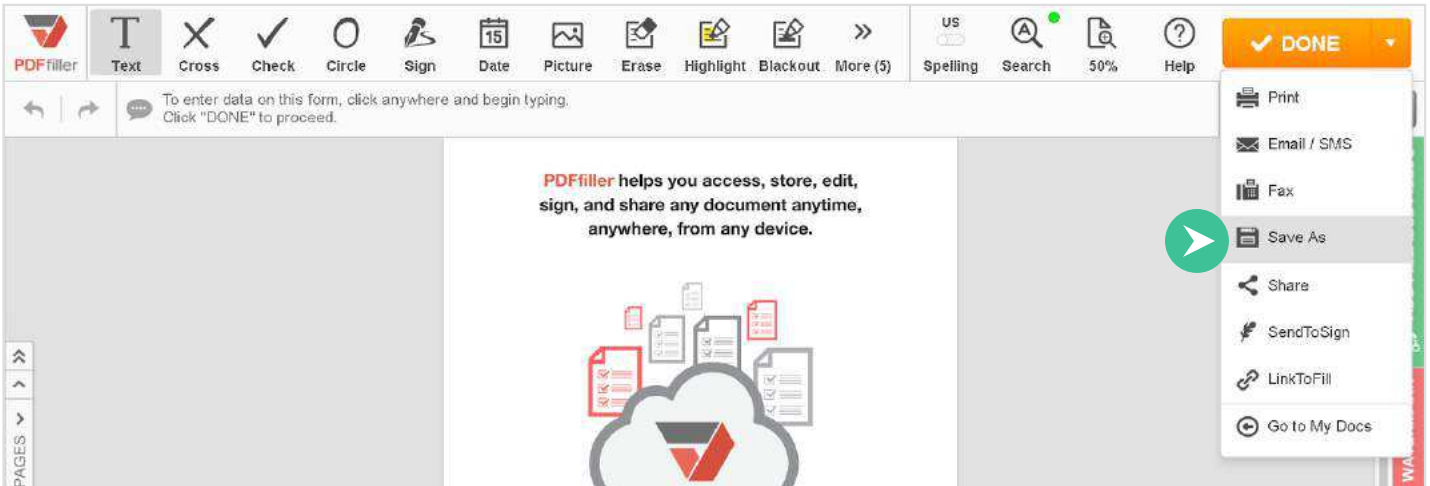 PDFfiller
Text
Cross
Check
Circle
Sign
15
Date
Picture
Erase
Highlight
Blackout
More (5)
US
Spelling
A
Search
50%
?
Help
DONE
To enter data on this form, click anywhere and begin typing.
Click "DONE" to proceed.
Print
Email / SMS
Fax
Save As
Share
SendToSign
LinkToFill
Go to My Docs
PDFfiller helps you access, store, edit,
sign, and share any document anytime,
anywhere, from any device.
PAGES